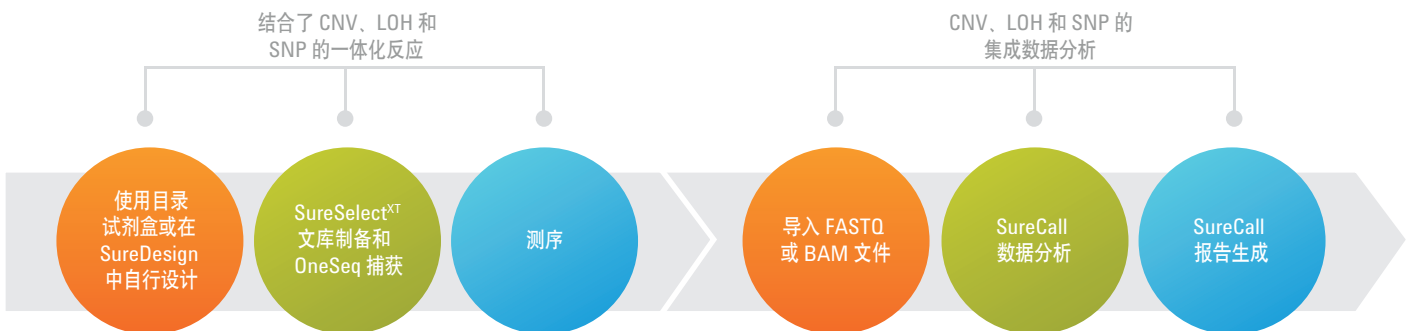 结合了 CNV、LOH 和
SNP 的一体化反应
CNV、LOH 和 SNP 的
集成数据分析
使用目录
试剂盒或在
SureDesign
中自行设计
SureSelectXT
文库制备和
OneSeq 捕获
测序
导入 FASTQ
或 BAM 文件
SureCall
数据分析
SureCall
报告生成